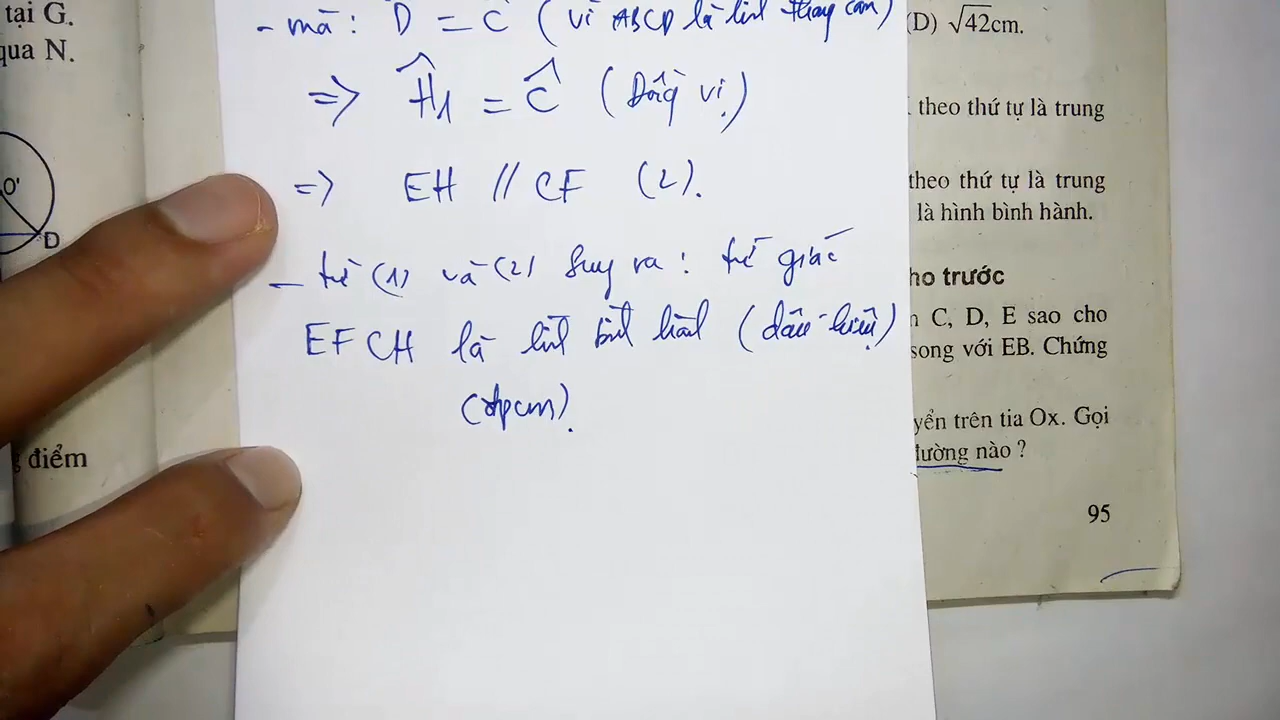 tại G.
qua N.
O'
D
điểm
- mà : D̂ = Ĉ ( vì ABCD là hình thang cân)
=> Ĥ1 = Ĉ ( Đồng vị )
=> EH // CF (2).
- từ (1) và (2) suy ra : tứ giác
EFCH là hình bình hành ( dấu hiệu )
(đpcm).
(D) √42cm.
theo thứ tự là trung
theo thứ tự là trung
là hình bình hành.
ho trước
C, D, E sao cho
song với EB. Chứng
yển trên tia Ox. Gọi
đường nào ?
95